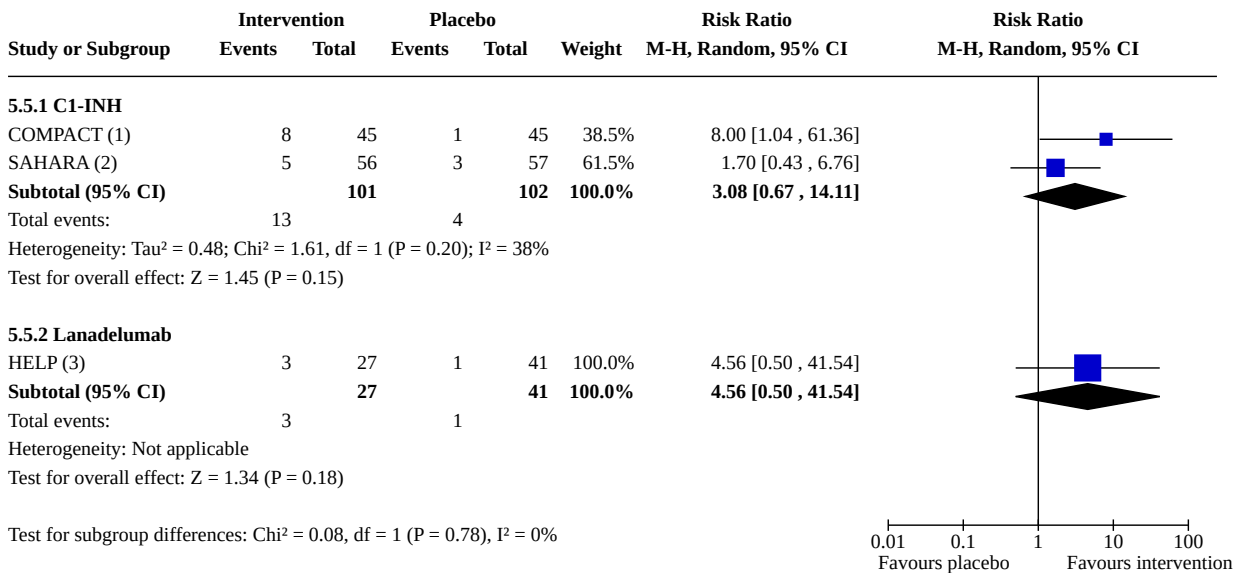 Intervention Placebo Risk Ratio Risk Ratio
Study or Subgroup Events Total Events Total Weight M-H, Random, 95% CI M-H, Random, 95% CI
5.5.1 C1-INH
COMPACT (1) 8 45 1 45 38.5% 8.00 [1.04 , 61.36]
SAHARA (2) 5 56 3 57 61.5% 1.70 [0.43 , 6.76]
Subtotal (95% CI) 101 102 100.0% 3.08 [0.67 , 14.11]
Total events: 13 4
Heterogeneity: Tau² = 0.48; Chi² = 1.61, df = 1 (P = 0.20); I² = 38%
Test for overall effect: Z = 1.45 (P = 0.15)
5.5.2 Lanadelumab
HELP (3) 3 27 1 41 100.0% 4.56 [0.50 , 41.54]
Subtotal (95% CI) 27 41 100.0% 4.56 [0.50 , 41.54]
Total events: 3 1
Heterogeneity: Not applicable
Test for overall effect: Z = 1.34 (P = 0.18)
Test for subgroup differences: Chi² = 0.08, df = 1 (P = 0.78), I² = 0%
0.01 0.1 1 10 100
Favours placebo Favours intervention